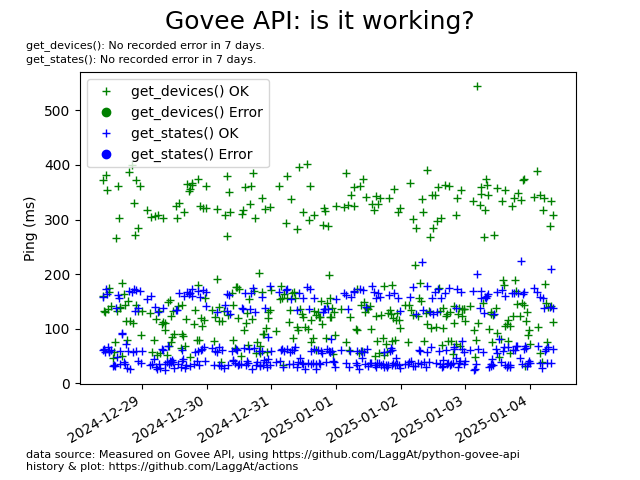 Govee API: is it working?
get_devices(): No recorded error in 7 days.
get_states(): No recorded error in 7 days.
get_devices() OK
get_devices() Error
get_states() OK
get_states() Error
Ping (ms)
500
400
300
200
100
0
2024-12-29
2024-12-30
2024-12-31
2025-01-01
2025-01-02
2025-01-03
2025-01-04
data source: Measured on Govee API, using https://github.com/LaggAt/python-govee-api
history & plot: https://github.com/LaggAt/actions